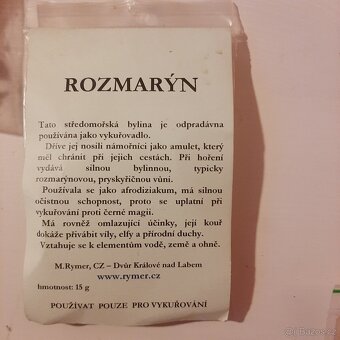 ROZMARÝN
Tato středomořská bylina je odpradávna
používána jako vykuřovadlo.
Dříve jej nosili námořníci jako amulet, který
měl chránit při jejich cestách. Při hoření
vydává silnou bylinnou, typicky
rozmarýnovou, pryskyřičnou vůni.
Používala se jako afrodiziakum, má silnou
očistnou schopnost, proto se uplatní při
vykuřování proti černé magii.
Má rovněž omlazující účinky, její kouř
dokáže přivábit víly, elfy a přírodní duchy.
Vztahuje se k elementům vodě, země a ohně.
M.Rymer, CZ – Dvůr Králové nad Labem
www.rymer.cz
hmotnost: 15 g
POUŽÍVAT POUZE PRO VYKUŘOVÁNÍ